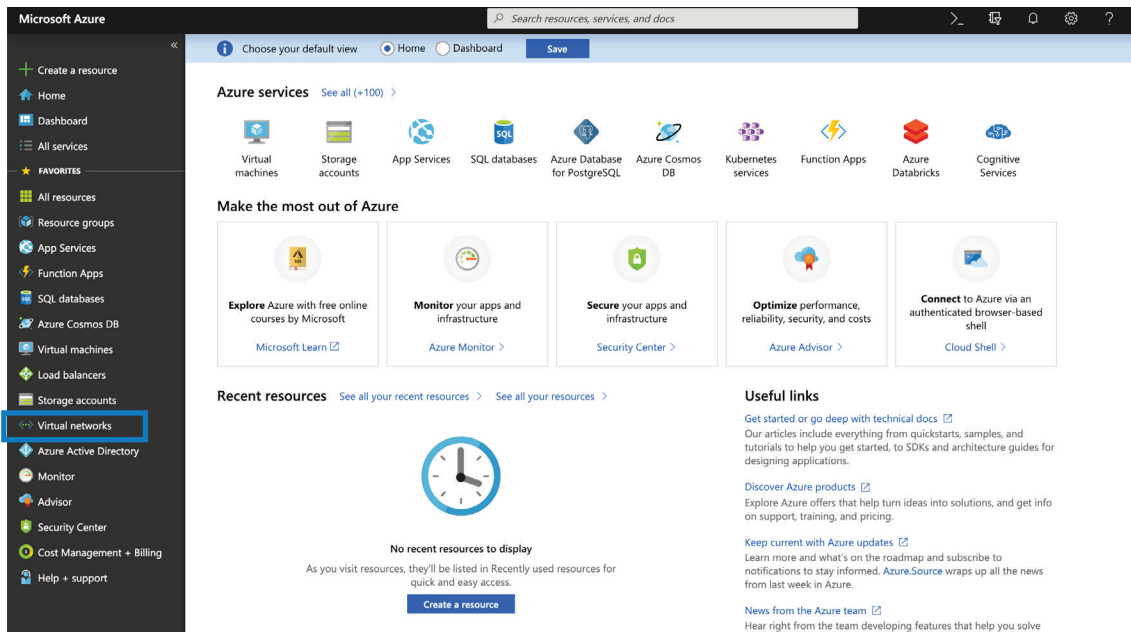 Microsoft Azure
Search resources, services, and docs
Choose your default view
Home
Dashboard
Save
Create a resource
Home
Dashboard
All services
FAVORITES
All resources
Resource groups
App Services
Function Apps
SQL databases
Azure Cosmos DB
Virtual machines
Load balancers
Storage accounts
Virtual networks
Azure Active Directory
Monitor
Advisor
Security Center
Cost Management + Billing
Help + support
Azure services
See all (+100)
Virtual
machines
Storage
accounts
App Services
SQL
SQL databases
Azure Database
for PostgreSQL
Azure Cosmos
DB
Kubernetes
services
Function Apps
Azure
Databricks
Cognitive
Services
Make the most out of Azure
Explore Azure with free online
courses by Microsoft
Microsoft Learn
Monitor your apps and
infrastructure
Azure Monitor
Secure your apps and
infrastructure
Security Center
Optimize performance,
reliability, security, and costs
Azure Advisor
Connect to Azure via an
authenticated browser-based
shell
Cloud Shell
Recent resources
See all your recent resources
See all your resources
No recent resources to display
As you visit resources, they'll be listed in Recently used resources for
quick and easy access.
Create a resource
Useful links
Get started or go deep with technical docs
Our articles include everything from quickstarts, samples, and
tutorials to help you get started, to SDKs and architecture guides for
designing applications.
Discover Azure products
Explore Azure offers that help turn ideas into solutions, and get info
on support, training, and pricing.
Keep current with Azure updates
Learn more and what's on the roadmap and subscribe to
notifications to stay informed. Azure.Source wraps up all the news
from last week in Azure.
News from the Azure team
Hear right from the team developing features that help you solve